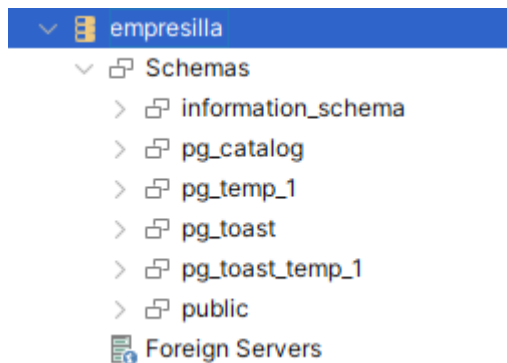 empresilla
Schemas
information_schema
pg_catalog
pg_temp_1
pg_toast
pg_toast_temp_1
public
Foreign Servers